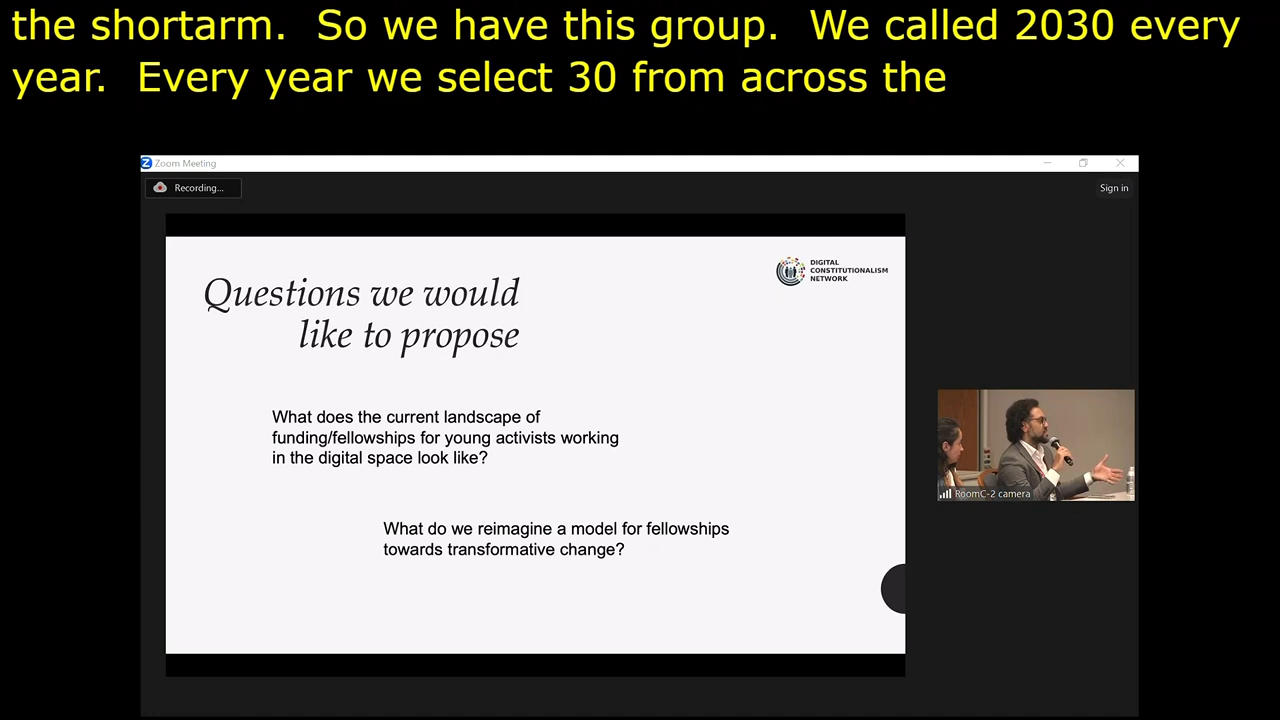 the shortarm.  So we have this group.  We called 2030 every
year.  Every year we select 30 from across the
Zoom Meeting
Recording...
Sign in
DIGITAL
CONSTITUTIONALISM
NETWORK
Questions we would
like to propose
What does the current landscape of
funding/fellowships for young activists working
in the digital space look like?
What do we reimagine a model for fellowships
towards transformative change?
RoomC-2 camera